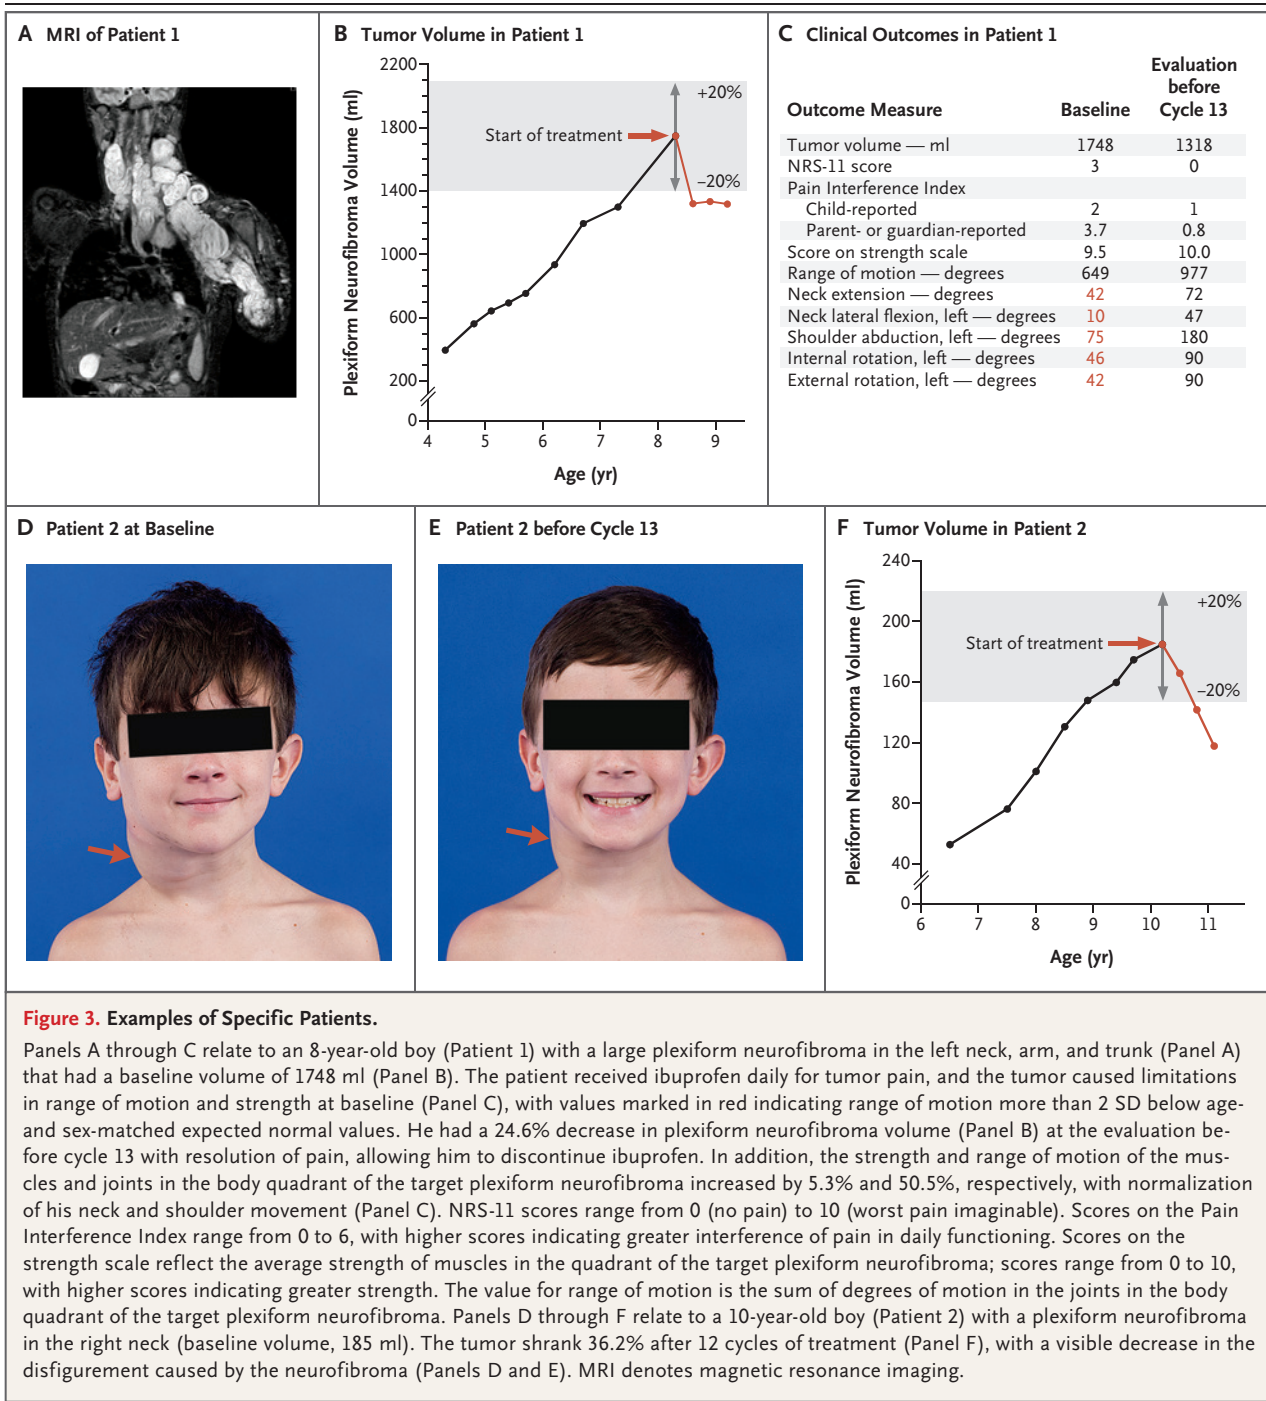 A MRI of Patient 1
B Tumor Volume in Patient 1
Plexiform Neurofibroma Volume (ml)
2200
1800
1400
1000
600
200
0
4 5 6 7 8 9
Age (yr)
Start of treatment
+20%
–20%
C Clinical Outcomes in Patient 1
Outcome Measure Baseline Evaluation before Cycle 13
Tumor volume — ml 1748 1318
NRS-11 score 3 0
Pain Interference Index
Child-reported 2 1
Parent- or guardian-reported 3.7 0.8
Score on strength scale 9.5 10.0
Range of motion — degrees 649 977
Neck extension — degrees 42 72
Neck lateral flexion, left — degrees 10 47
Shoulder abduction, left — degrees 75 180
Internal rotation, left — degrees 46 90
External rotation, left — degrees 42 90
D Patient 2 at Baseline
E Patient 2 before Cycle 13
F Tumor Volume in Patient 2
Plexiform Neurofibroma Volume (ml)
240
200
160
120
80
40
0
6 7 8 9 10 11
Age (yr)
Start of treatment
+20%
–20%
Figure 3. Examples of Specific Patients.
Panels A through C relate to an 8-year-old boy (Patient 1) with a large plexiform neurofibroma in the left neck, arm, and trunk (Panel A)
that had a baseline volume of 1748 ml (Panel B). The patient received ibuprofen daily for tumor pain, and the tumor caused limitations
in range of motion and strength at baseline (Panel C), with values marked in red indicating range of motion more than 2 SD below age-
and sex-matched expected normal values. He had a 24.6% decrease in plexiform neurofibroma volume (Panel B) at the evaluation be-
fore cycle 13 with resolution of pain, allowing him to discontinue ibuprofen. In addition, the strength and range of motion of the mus-
cles and joints in the body quadrant of the target plexiform neurofibroma increased by 5.3% and 50.5%, respectively, with normalization
of his neck and shoulder movement (Panel C). NRS-11 scores range from 0 (no pain) to 10 (worst pain imaginable). Scores on the Pain
Interference Index range from 0 to 6, with higher scores indicating greater interference of pain in daily functioning. Scores on the
strength scale reflect the average strength of muscles in the quadrant of the target plexiform neurofibroma; scores range from 0 to 10,
with higher scores indicating greater strength. The value for range of motion is the sum of degrees of motion in the joints in the body
quadrant of the target plexiform neurofibroma. Panels D through F relate to a 10-year-old boy (Patient 2) with a plexiform neurofibroma
in the right neck (baseline volume, 185 ml). The tumor shrank 36.2% after 12 cycles of treatment (Panel F), with a visible decrease in the
disfigurement caused by the neurofibroma (Panels D and E). MRI denotes magnetic resonance imaging.